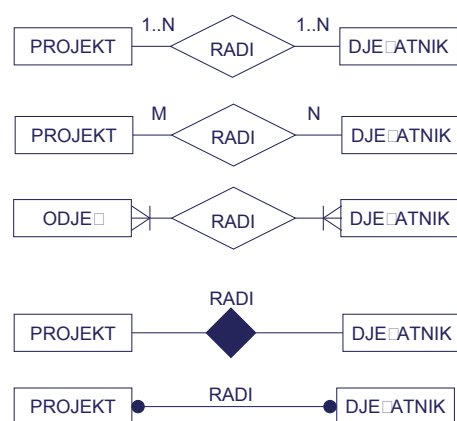 1..N 1..N
PROJEKT RADI DJE□ATNIK
M N
PROJEKT RADI DJE□ATNIK
ODJE□ RADI DJE□ATNIK
RADI
PROJEKT DJE□ATNIK
PROJEKT RADI DJE□ATNIK